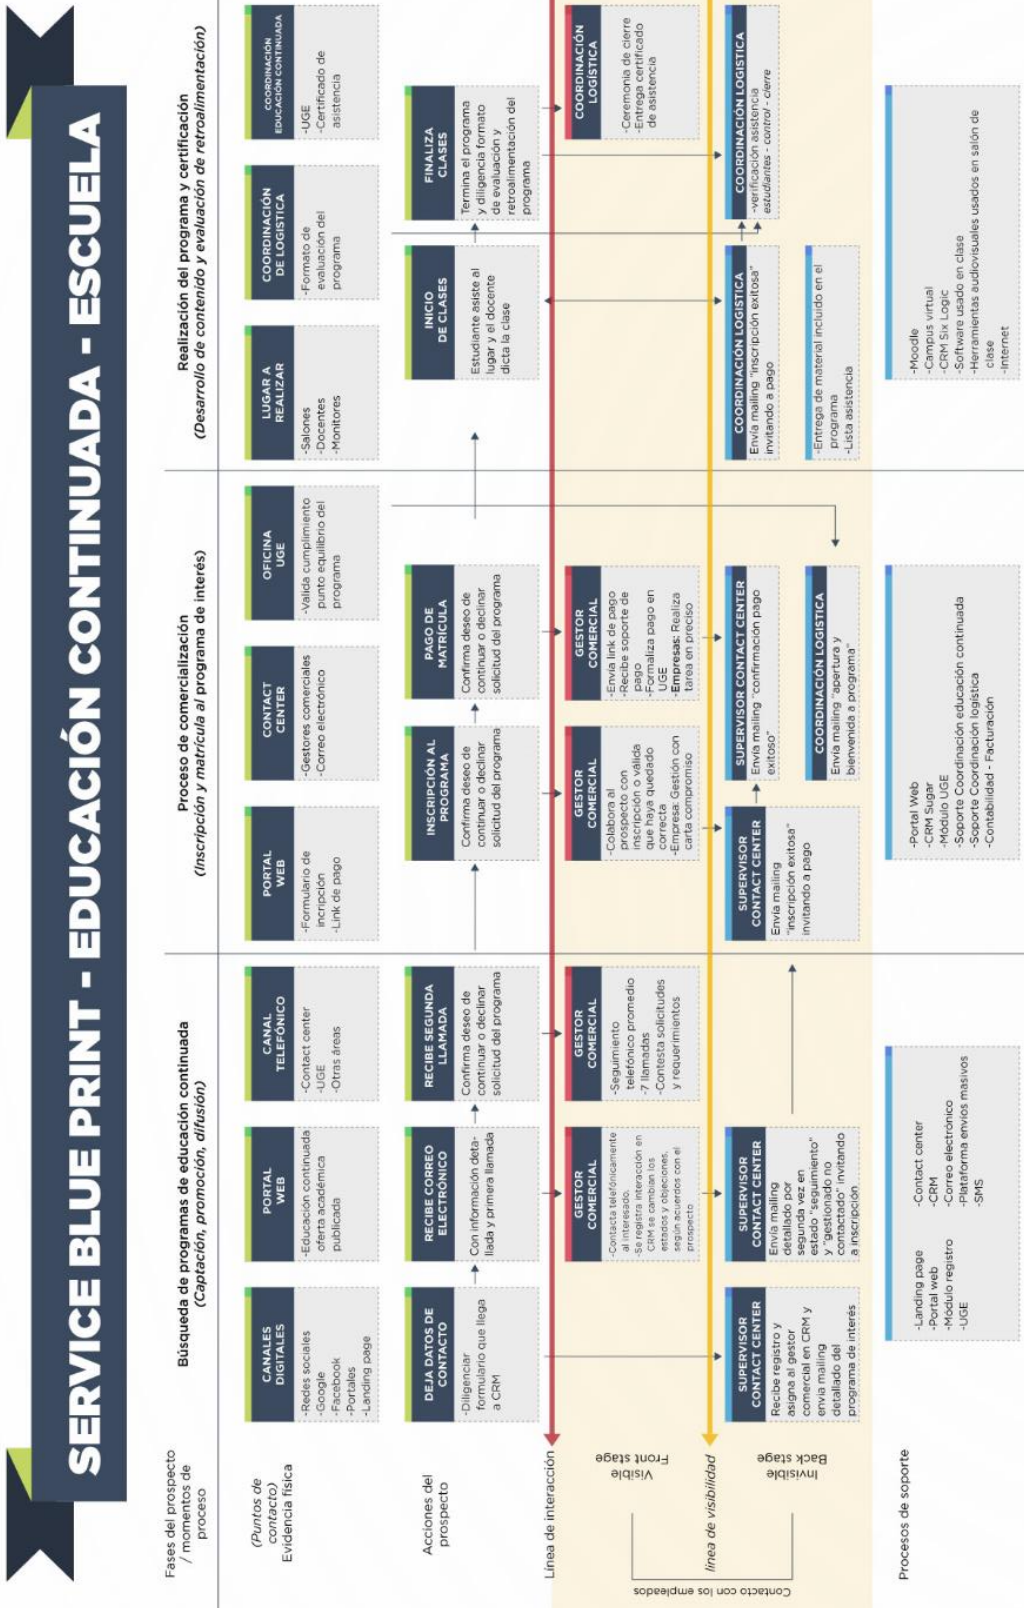 SERVICE BLUE PRINT - EDUCACIÓN CONTINUADA - ESCUELA
Fases del prospecto
/ momentos de
proceso
Búsqueda de programas de educación continuada
(Captación, promoción, difusión)
Proceso de comercialización
(Inscripción y matrícula al programa de interés)
Realización del programa y certificación
(Desarrollo de contenido y evaluación de retroalimentación)
(Puntos de
contacto)
Evidencia física
CANALES
DIGITALES
-Redes sociales
-Google
-Facebook
-Portales
-Landing page
PORTAL
WEB
-Educación continuada
oferta académica
publicada
CANAL
TELEFÓNICO
-Contact center
-UGE
-Otras áreas
PORTAL
WEB
-Formulario de
incripción
-Link de pago
CONTACT
CENTER
-Gestores comerciales
-Correo electrónico
OFICINA
UGE
-Valida cumplimiento
punto equilibrio del
programa
LUGAR A
REALIZAR
-Salones
-Docentes
-Monitores
COORDINACIÓN
DE LOGISTICA
-Formato de
evaluación del
programa
COORDINACIÓN
EDUCACIÓN CONTINUADA
-UGE
-Certificado de
asistencia
Acciones del
prospecto
DEJA DATOS DE
CONTACTO
-Diligenciar
formulario que llega
a CRM
RECIBE CORREO
ELECTRÓNICO
-Con información deta-
llada y primera llamada
RECIBE SEGUNDA
LLAMADA
Confirma deseo de
continuar o declinar
solicitud del programa
INSCRIPCIÓN AL
PROGRAMA
Confirma deseo de
continuar o declinar
solicitud del programa
PAGO DE
MATRÍCULA
Confirma deseo de
continuar o declinar
solicitud del programa
INICIO
DE CLASES
Estudiante asiste al
lugar y el docente
dicta la clase
FINALIZA
CLASES
Termina el programa
y diligencia formato
de evaluación y
retroalimentación del
programa
Línea de interacción
Visible
Front stage
GESTOR
COMERCIAL
-Contacta telefónicamente
al interesado.
-Se registra interacción en
CRM se cambian los
estados y objeciones,
según acuerdos con el
prospecto
GESTOR
COMERCIAL
-Seguimiento
telefónico promedio
-7 llamadas
-Contesta solicitudes
y requerimientos
GESTOR
COMERCIAL
-Colabora al
prospecto con
inscripción o válida
que haya quedado
correcta
-Empresa: Gestión con
carta compromiso
GESTOR
COMERCIAL
-Envía link de pago
-Recibe soporte de
pago
-Formaliza pago en
UGE
-Empresas: Realiza
tarea en preciso
COORDINACIÓN
LOGÍSTICA
-Ceremonia de cierre
-Entrega certificado
de asistencia
línea de visibilidad
Invisible
Back stage
Contacto con los empleados
SUPERVISOR
CONTACT CENTER
Recibe registro y
asigna al gestor
comercial en CRM y
envia mailing
detallado del
programa de interés
SUPERVISOR
CONTACT CENTER
Envía mailing
detallado por
segunda vez en
estado "seguimiento"
y "gestionado no
contactado" invitando
a inscripción
SUPERVISOR
CONTACT CENTER
Envía mailing
"inscripción exitosa"
invitando a pago
SUPERVISOR CONTACT CENTER
Envía mailing "confirmación pago
exitoso"
COORDINACIÓN LOGISTICA
Envía mailing "apertura y
bienvenida a programa"
COORDINACIÓN LOGISTICA
Envía mailing "inscripción exitosa"
invitando a pago
-Entrega de material incluido en el
programa
-Lista asistencia
COORDINACIÓN LOGISTICA
-verificación asistencia
estudiantes - control - cierre
Procesos de soporte
-Landing page
-Portal web
-Módulo registro
-UGE
-Contact center
-CRM
-Correo electrónico
-Plataforma envios masivos
-SMS
-Portal Web
-CRM Sugar
-Módulo UGE
-Soporte Coordinación educación continuada
-Soporte Coordinación logística
-Contabilidad - Facturación
-Moodle
-Campus virtual
-CRM Six Logic
-Software usado en clase
-Herramientas audiovisuales usados en salón de
clase
-Internet